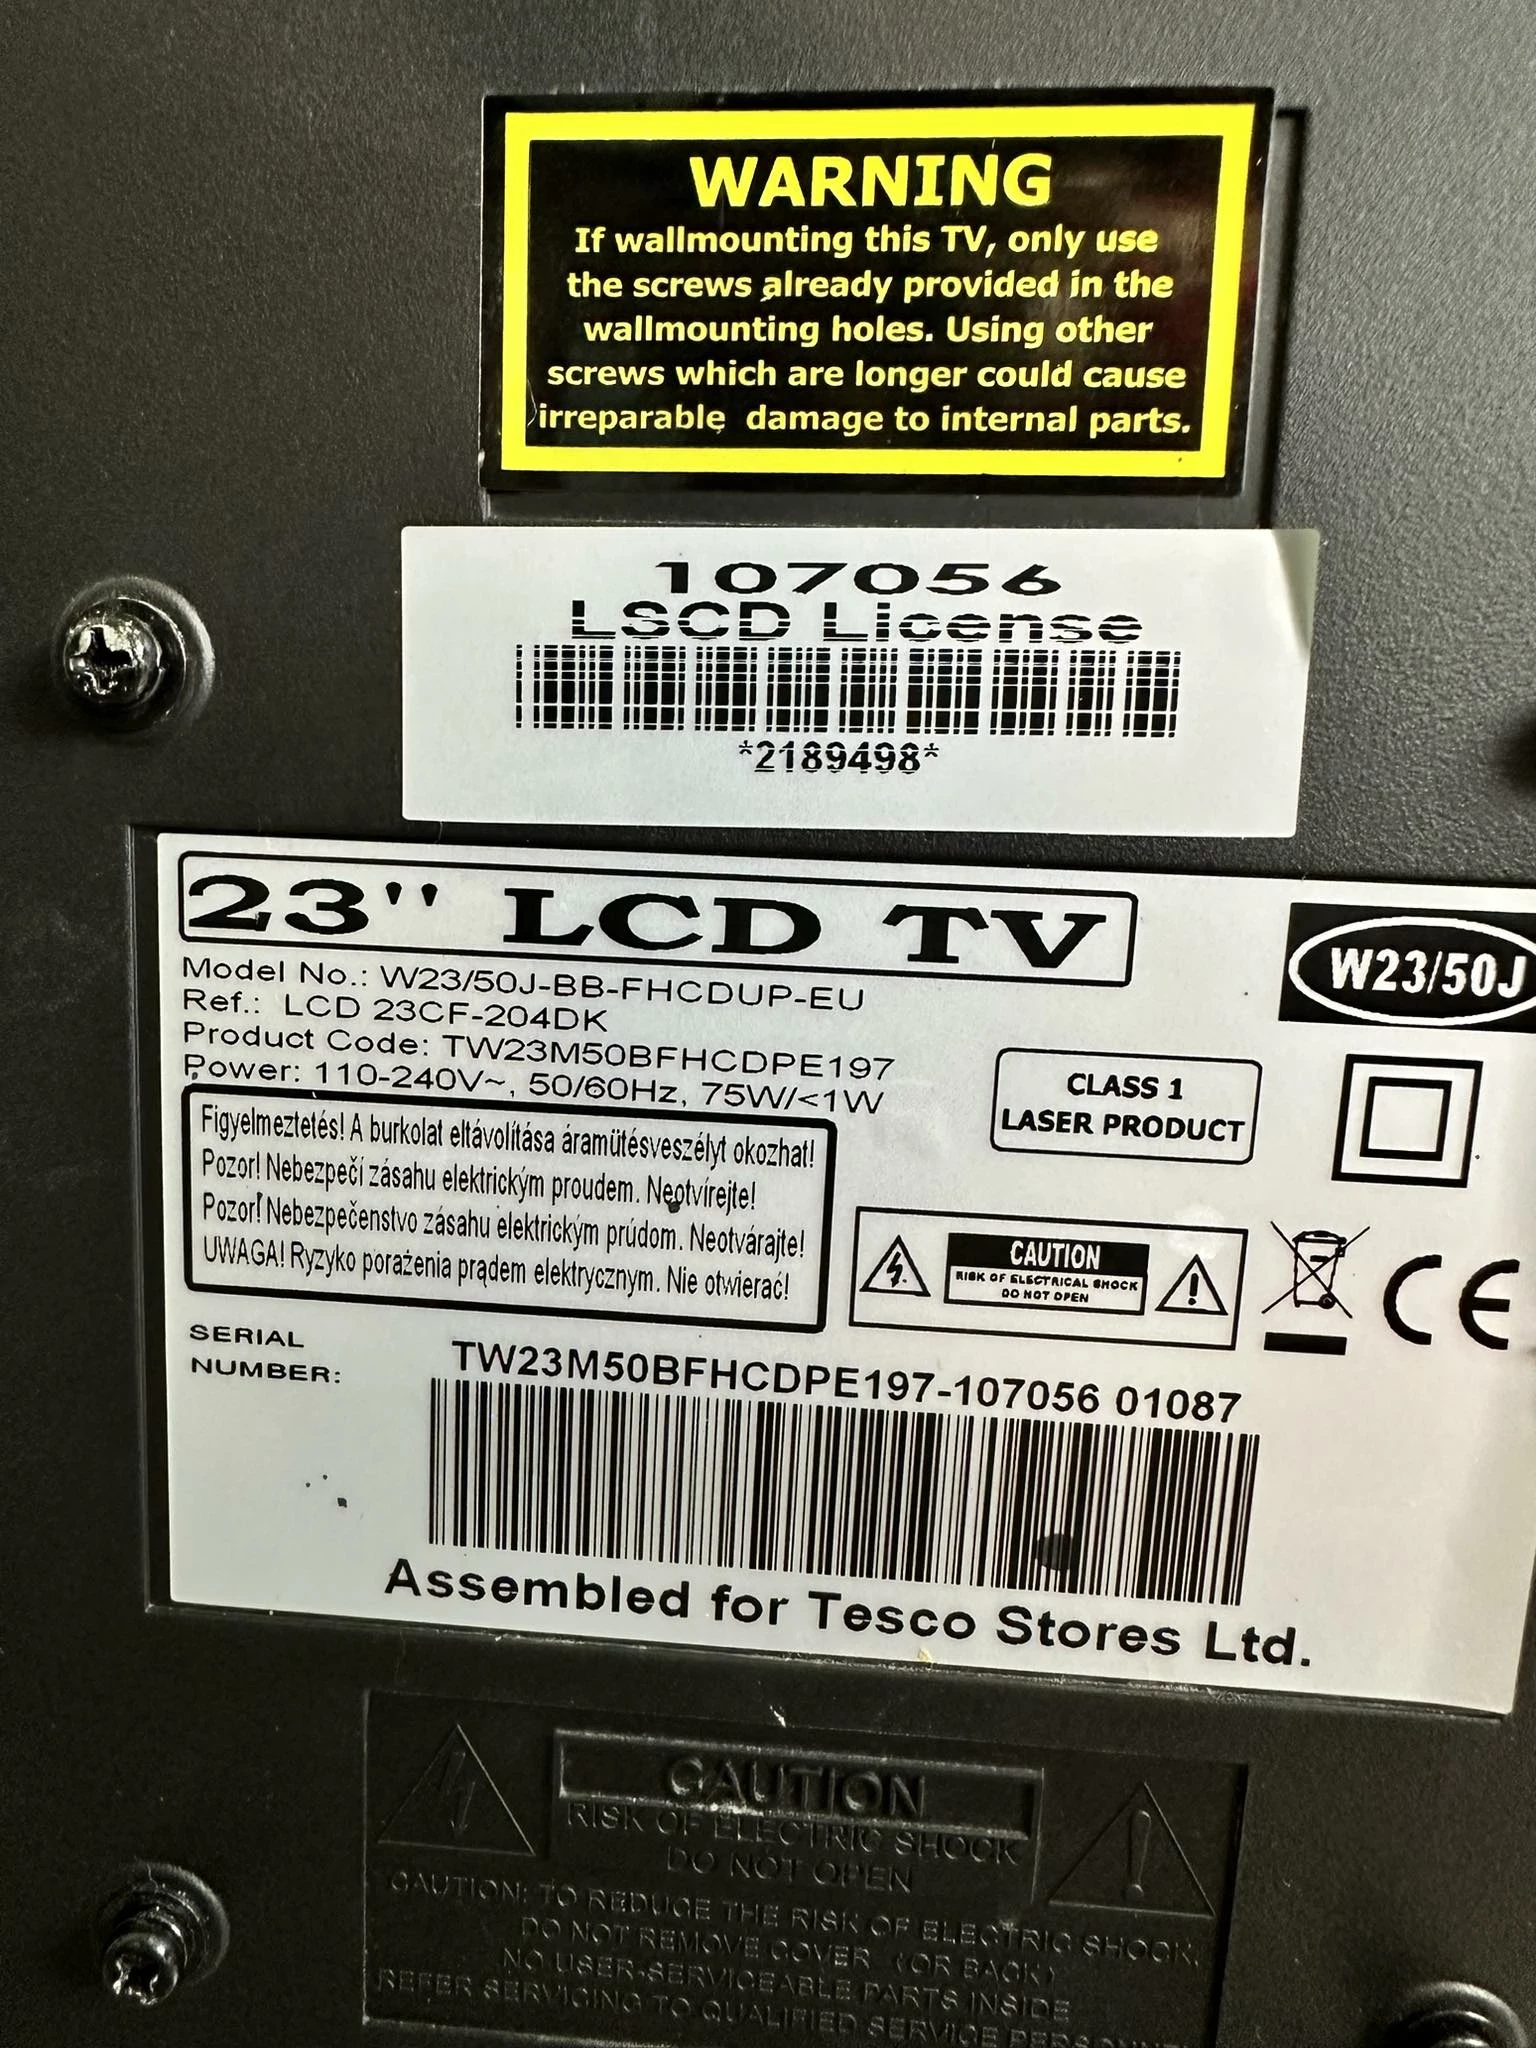 WARNING
If wallmounting this TV, only use
the screws already provided in the
wallmounting holes. Using other
screws which are longer could cause
irreparable damage to internal parts.
107056
LSCD License
*2189498*
23" LCD TV
W23/50J
Model No.: W23/50J-BB-FHCDUP-EU
Ref.: LCD 23CF-204DK
Product Code: TW23M50BFHCDPE197
Power: 110-240V~, 50/60Hz, 75W/<1W
CLASS 1
LASER PRODUCT
Figyelmeztetés! A burkolat eltávolítása áramütésveszélyt okozhat!
Pozor! Nebezpečí zásahu elektrickým proudem. Neotvírejte!
Pozor! Nebezpečenstvo zásahu elektrickým prúdom. Neotvárajte!
UWAGA! Ryzyko porażenia prądem elektrycznym. Nie otwierać!
CAUTION
RISK OF ELECTRICAL SHOCK
DO NOT OPEN
CE
SERIAL
NUMBER:
TW23M50BFHCDPE197-107056 01087
Assembled for Tesco Stores Ltd.
CAUTION
RISK OF ELECTRIC SHOCK
DO NOT OPEN
CAUTION: TO REDUCE THE RISK OF ELECTRIC SHOCK,
DO NOT REMOVE COVER (OR BACK)
NO USER-SERVICEABLE PARTS INSIDE
REFER SERVICING TO QUALIFIED SERVICE